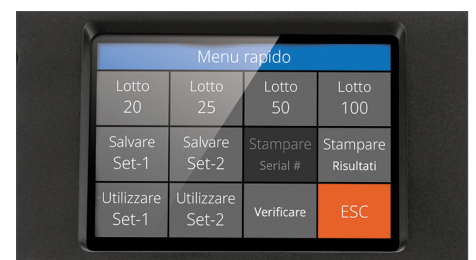 Menu rapido
Lotto 20
Lotto 25
Lotto 50
Lotto 100
Salvare Set-1
Salvare Set-2
Stampare Serial #
Stampare Risultati
Utilizzare Set-1
Utilizzare Set-2
Verificare
ESC